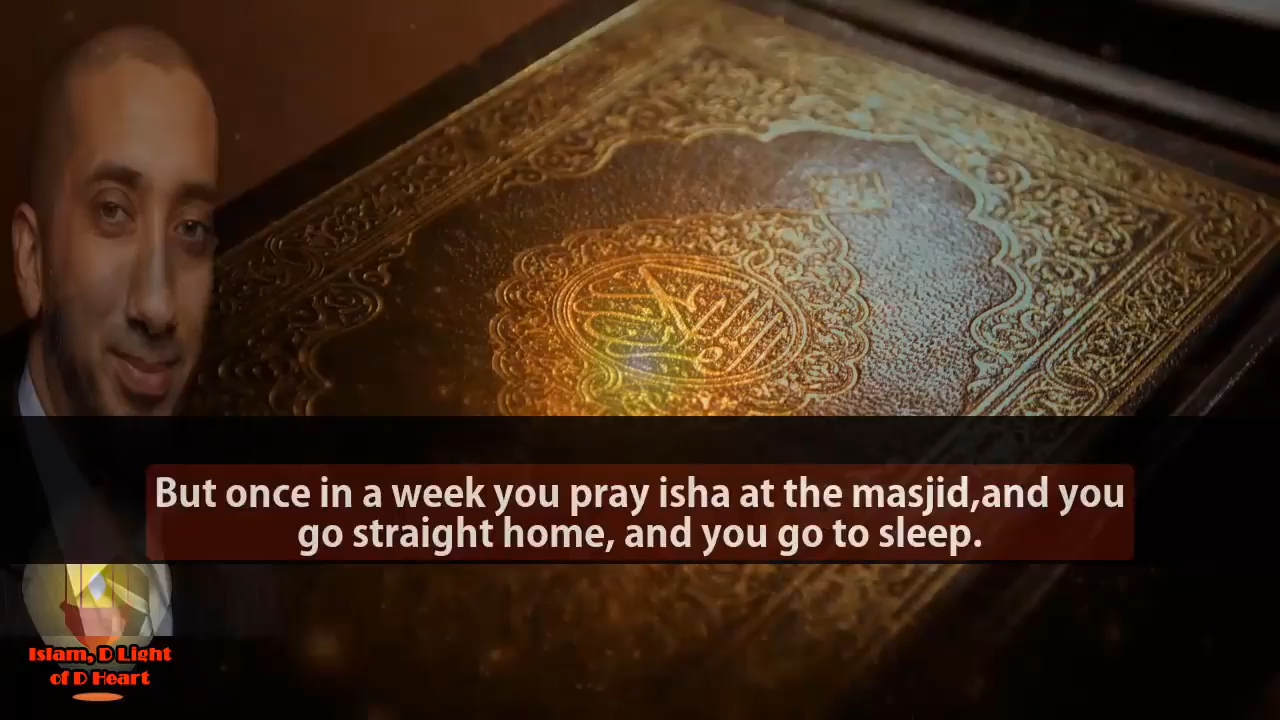 But once in a week you pray isha at the masjid,and you
go straight home, and you go to sleep.
Islam, D Light
of D Heart